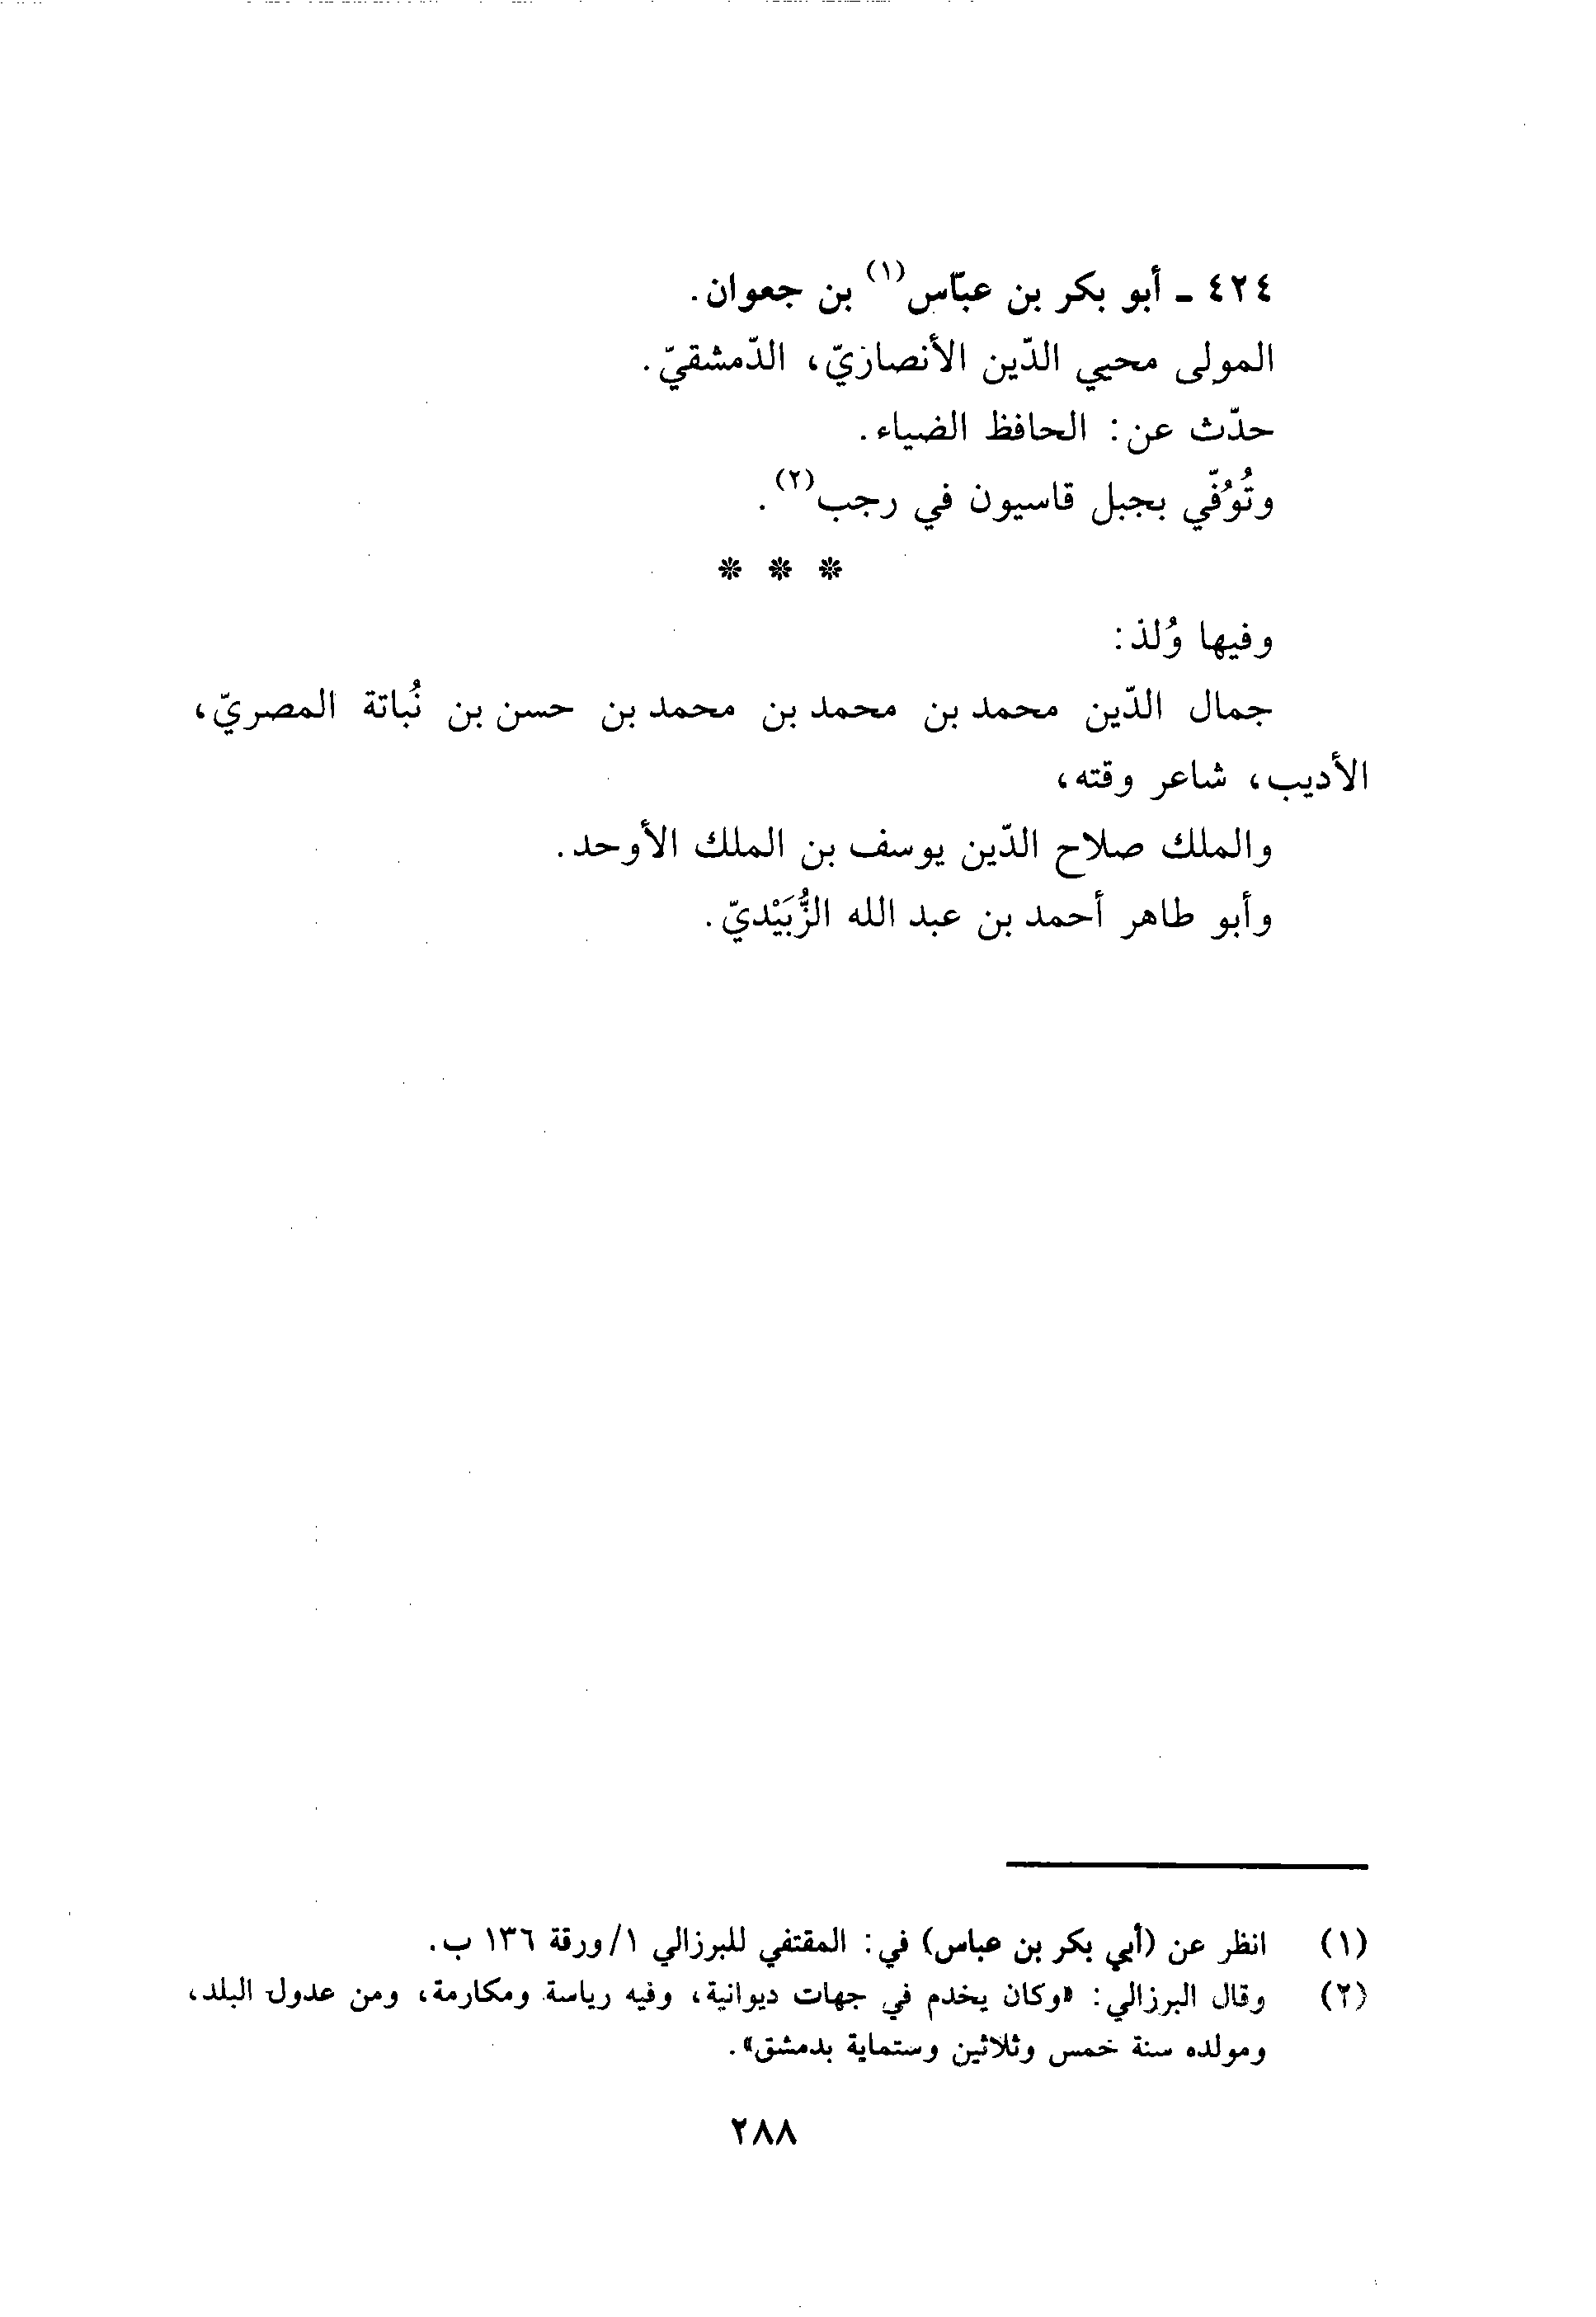 ٤٢٤ - أبو بكر بن عبّاس(١) بن جعوان.
المولى محيي الدّين الأنصاريّ، الدّمشقيّ.
حدّث عن: الحافظ الضياء.
وتُوُفّي بجبل قاسيون في رجب(٢).
* * *
وفيها وُلد:
جمال الدّين محمد بن محمد بن محمد بن حسن بن نُباتة المصريّ،
الأديب، شاعر وقته،
والملك صلاح الدّين يوسف بن الملك الأوحد.
وأبو طاهر أحمد بن عبد الله الزُّبَيْديّ.
(١) انظر عن (أبي بكر بن عباس) في: المقتفي للبرزالي ١/ورقة ١٣٦ ب.
(٢) وقال البرزالي: «وكان يخدم في جهات ديوانية، وفيه رياسة ومكارمة، ومن عدول البلد،
ومولده سنة خمس وثلاثين وستماية بدمشق».
٢٨٨